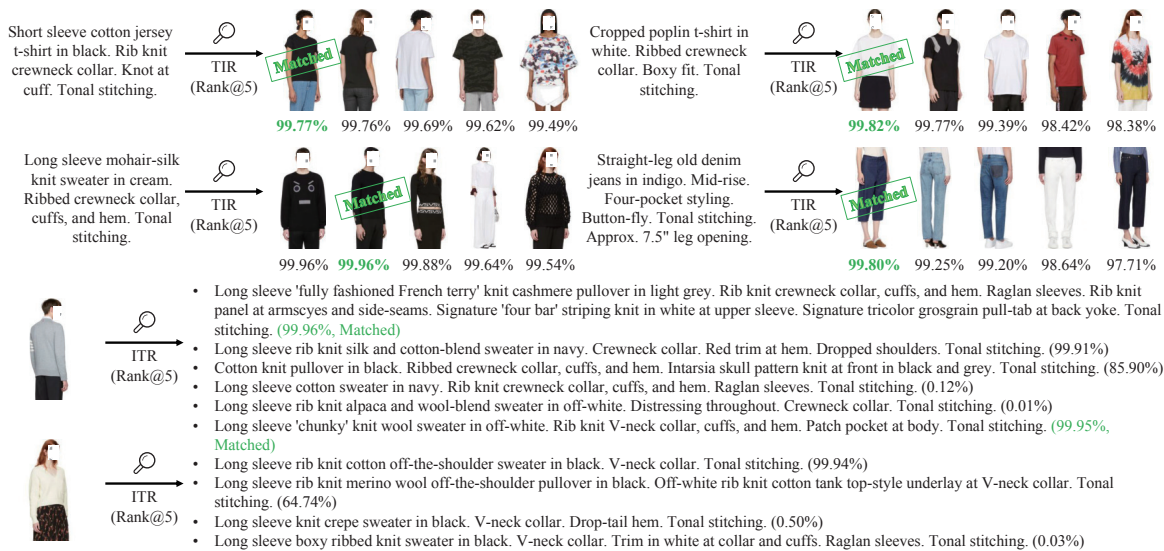 Short sleeve cotton jersey
t-shirt in black. Rib knit
crewneck collar. Knot at
cuff. Tonal stitching.
TIR
(Rank@5)
Matched
99.77% 99.76% 99.69% 99.62% 99.49%
Cropped poplin t-shirt in
white. Ribbed crewneck
collar. Boxy fit. Tonal
stitching.
TIR
(Rank@5)
Matched
99.82% 99.77% 99.39% 98.42% 98.38%
Long sleeve mohair-silk
knit sweater in cream.
Ribbed crewneck collar,
cuffs, and hem. Tonal
stitching.
TIR
(Rank@5)
Matched
99.96% 99.96% 99.88% 99.64% 99.54%
Straight-leg old denim
jeans in indigo. Mid-rise.
Four-pocket styling.
Button-fly. Tonal stitching.
Approx. 7.5" leg opening.
TIR
(Rank@5)
Matched
99.80% 99.25% 99.20% 98.64% 97.71%
ITR
(Rank@5)
• Long sleeve 'fully fashioned French terry' knit cashmere pullover in light grey. Rib knit crewneck collar, cuffs, and hem. Raglan sleeves. Rib knit
panel at armscyes and side-seams. Signature 'four bar' striping knit in white at upper sleeve. Signature tricolor grosgrain pull-tab at back yoke. Tonal
stitching. (99.96%, Matched)
• Long sleeve rib knit silk and cotton-blend sweater in navy. Crewneck collar. Red trim at hem. Dropped shoulders. Tonal stitching. (99.91%)
• Cotton knit pullover in black. Ribbed crewneck collar, cuffs, and hem. Intarsia skull pattern knit at front in black and grey. Tonal stitching. (85.90%)
• Long sleeve cotton sweater in navy. Rib knit crewneck collar, cuffs, and hem. Raglan sleeves. Tonal stitching. (0.12%)
• Long sleeve rib knit alpaca and wool-blend sweater in off-white. Distressing throughout. Crewneck collar. Tonal stitching. (0.01%)
ITR
(Rank@5)
• Long sleeve 'chunky' knit wool sweater in off-white. Rib knit V-neck collar, cuffs, and hem. Patch pocket at body. Tonal stitching. (99.95%,
Matched)
• Long sleeve rib knit cotton off-the-shoulder sweater in black. V-neck collar. Tonal stitching. (99.94%)
• Long sleeve rib knit merino wool off-the-shoulder pullover in black. Off-white rib knit cotton tank top-style underlay at V-neck collar. Tonal
stitching. (64.74%)
• Long sleeve knit crepe sweater in black. V-neck collar. Drop-tail hem. Tonal stitching. (0.50%)
• Long sleeve boxy ribbed knit sweater in black. V-neck collar. Trim in white at collar and cuffs. Raglan sleeves. Tonal stitching. (0.03%)